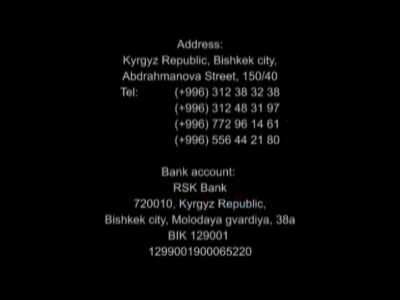 Address:
Kyrgyz Republic, Bishkek city,
Abdrahmanova Street, 150/40
Tel: (+996) 312 38 32 38
(+996) 312 48 31 97
(+996) 772 96 14 61
(+996) 556 44 21 80
Bank account:
RSK Bank
720010, Kyrgyz Republic,
Bishkek city, Molodaya gvardiya, 38a
BIK 129001
1299001900065220